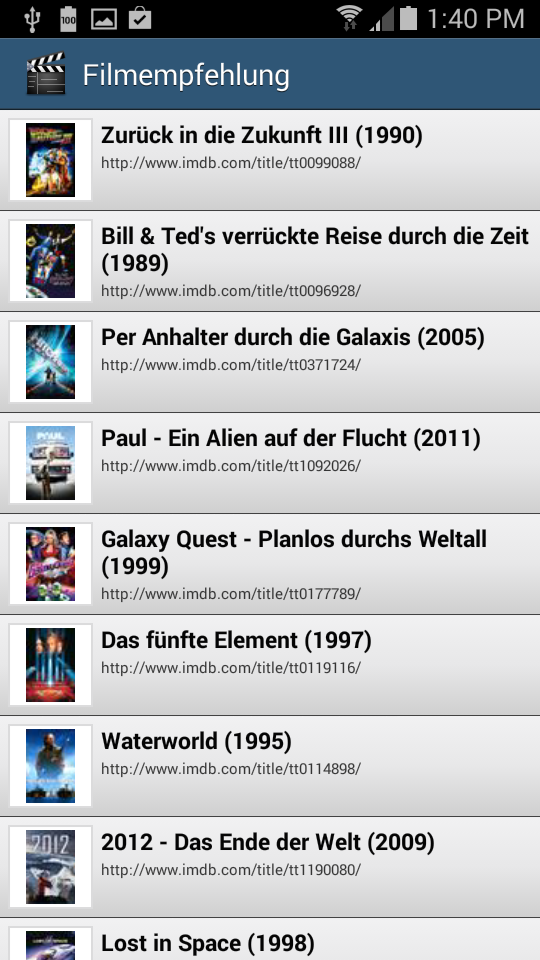 100
1:40 PM
Filmempfehlung
Zurück in die Zukunft III (1990)
http://www.imdb.com/title/tt0099088/
Bill & Ted's verrückte Reise durch die Zeit
(1989)
http://www.imdb.com/title/tt0096928/
Per Anhalter durch die Galaxis (2005)
http://www.imdb.com/title/tt0371724/
PAUL
Paul - Ein Alien auf der Flucht (2011)
http://www.imdb.com/title/tt1092026/
Galaxy Quest - Planlos durchs Weltall
(1999)
http://www.imdb.com/title/tt0177789/
Das fünfte Element (1997)
http://www.imdb.com/title/tt0119116/
Waterworld (1995)
http://www.imdb.com/title/tt0114898/
2012
2012 - Das Ende der Welt (2009)
http://www.imdb.com/title/tt1190080/
Lost in Space (1998)